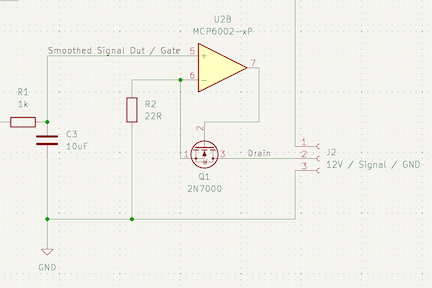 U2B
MCP6002-xP
Smoothed Signal Out / Gate
5
+
7
6
-
R1
1k
R2
22R
2
C3
10uF
1
3
Drain
Q1
2N7000
1
2
3
J2
12V / Signal / GND
GND